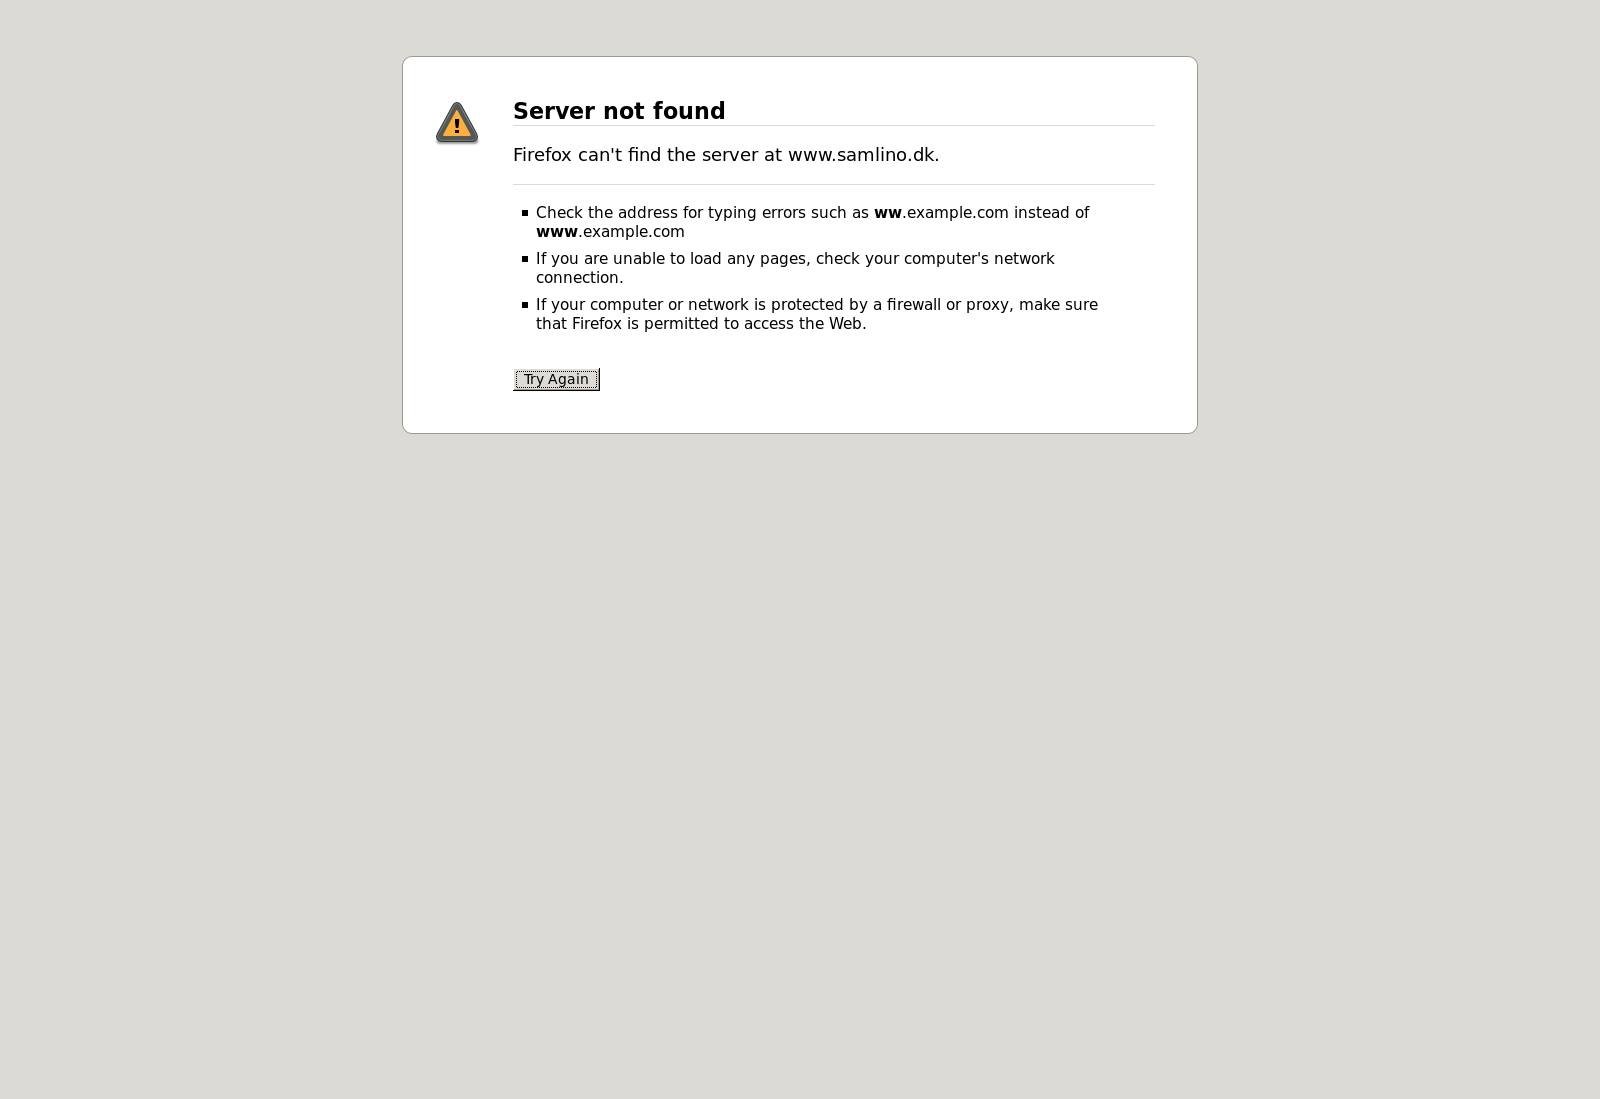 Server not found
Firefox can't find the server at www.samlino.dk.
Check the address for typing errors such as ww.example.com instead of
www.example.com
If you are unable to load any pages, check your computer's network
connection.
If your computer or network is protected by a firewall or proxy, make sure
that Firefox is permitted to access the Web.
Try Again